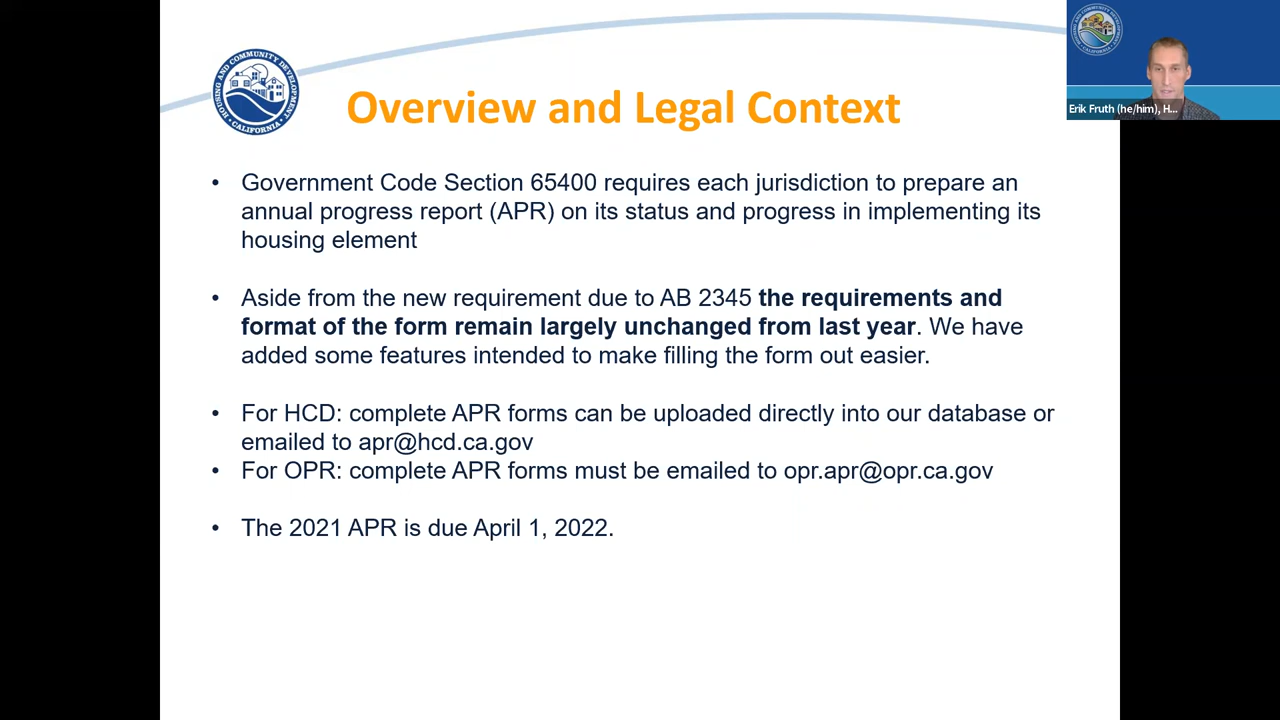 HOUSING AND COMMUNITY DEVELOPMENT
CALIFORNIA
Overview and Legal Context
• Government Code Section 65400 requires each jurisdiction to prepare an
annual progress report (APR) on its status and progress in implementing its
housing element
• Aside from the new requirement due to AB 2345 the requirements and
format of the form remain largely unchanged from last year. We have
added some features intended to make filling the form out easier.
• For HCD: complete APR forms can be uploaded directly into our database or
emailed to apr@hcd.ca.gov
• For OPR: complete APR forms must be emailed to opr.apr@opr.ca.gov
• The 2021 APR is due April 1, 2022.
Erik Fruth (he/him), H...